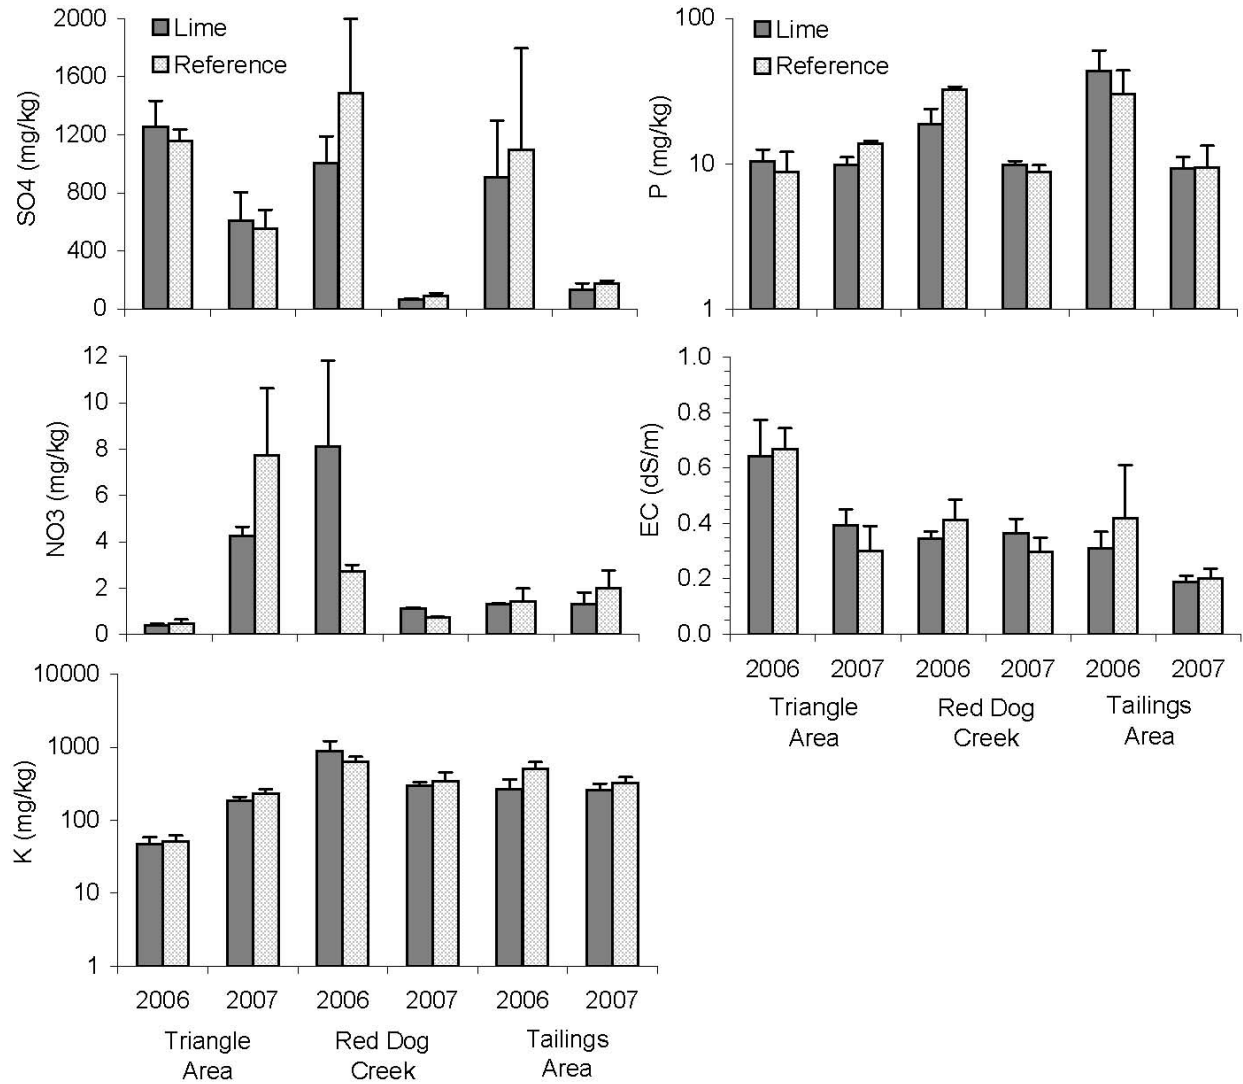 2000
1600
1200
800
400
0
SO4 (mg/kg)
Lime
Reference
100
10
1
P (mg/kg)
Lime
Reference
12
10
8
6
4
2
0
NO3 (mg/kg)
1.0
0.8
0.6
0.4
0.2
0.0
EC (dS/m)
2006 2007 2006 2007 2006 2007
Triangle Area
Red Dog Creek
Tailings Area
10000
1000
100
10
1
K (mg/kg)
2006 2007 2006 2007 2006 2007
Triangle Area
Red Dog Creek
Tailings Area